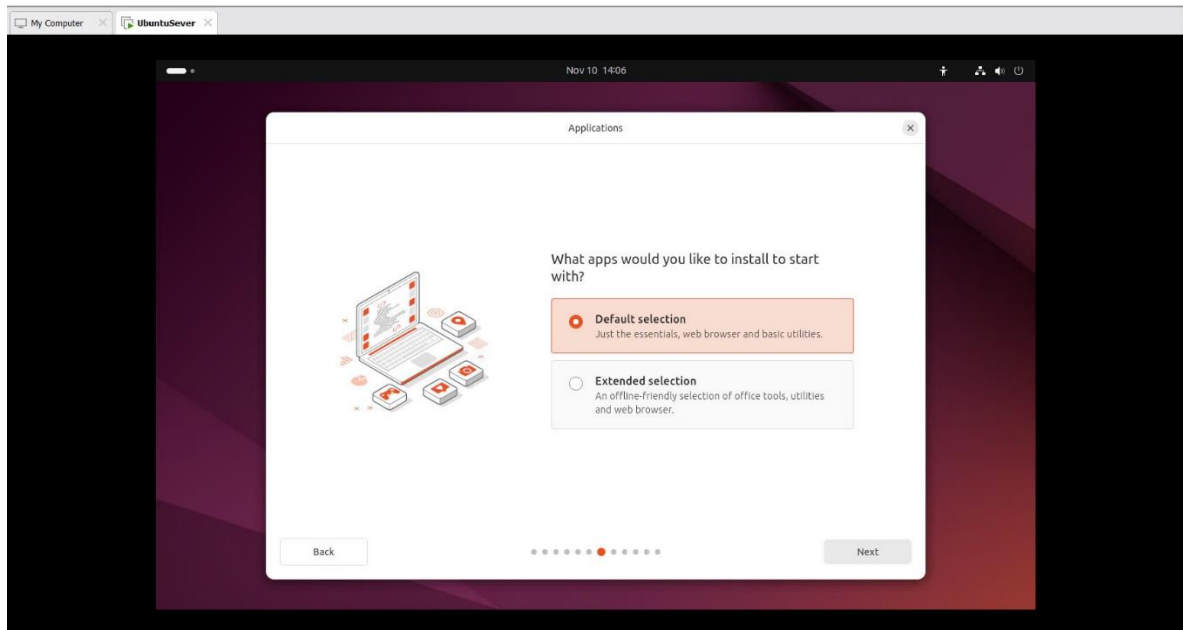 My Computer
UbuntuSever
Nov 10 14:06
Applications
What apps would you like to install to start
with?
Default selection
Just the essentials, web browser and basic utilities.
Extended selection
An offline-friendly selection of office tools, utilities
and web browser.
Back
Next